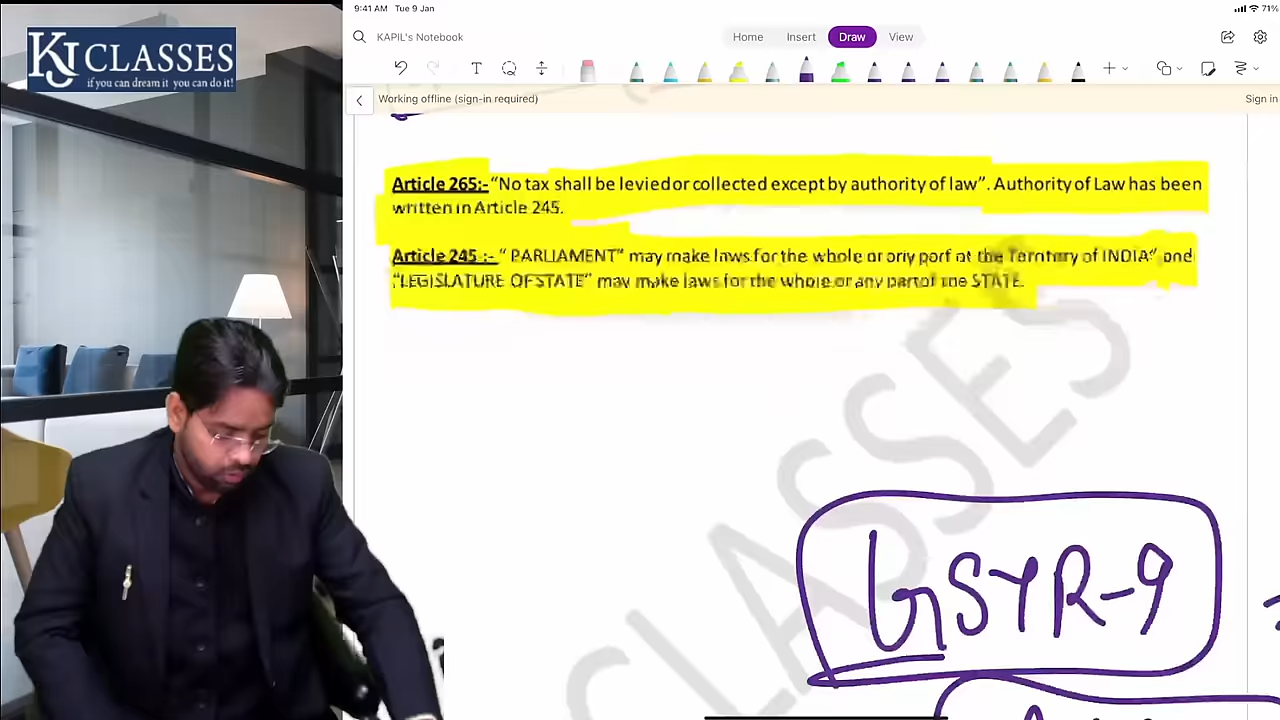 KJ CLASSES
if you can dream it you can do it!
9:41 AM Tue 9 Jan
71%
KAPIL's Notebook
Home Insert Draw View
T
Working offline (sign-in required)
Sign in
Article 265:- "No tax shall be levied or collected except by authority of law". Authority of Law has been
written in Article 245.
Article 245 :- " PARLIAMENT" may make laws for the whole or any part of the Territory of INDIA" and
"LEGISLATURE OF STATE" may make laws for the whole or any part of the STATE.
CLASSES
GSTR-9